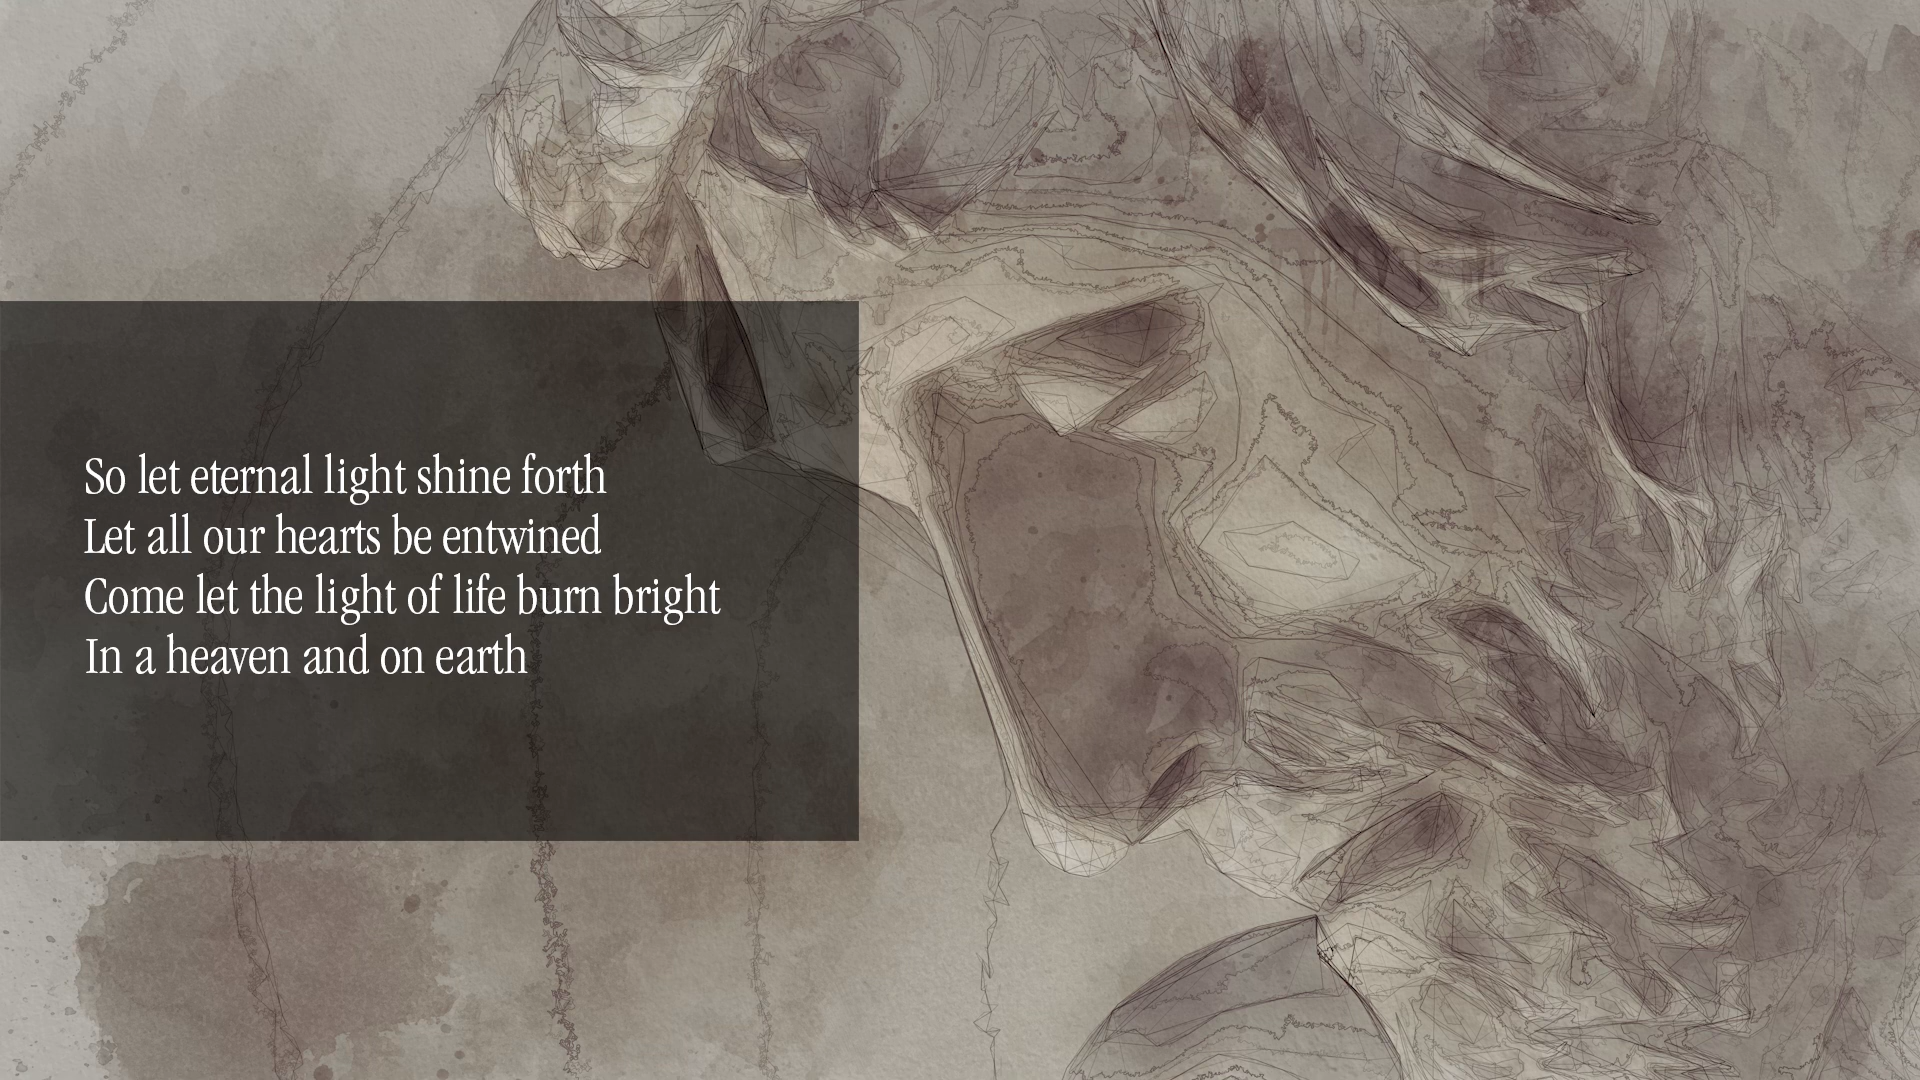 So let eternal light shine forth
Let all our hearts be entwined
Come let the light of life burn bright
In a heaven and on earth